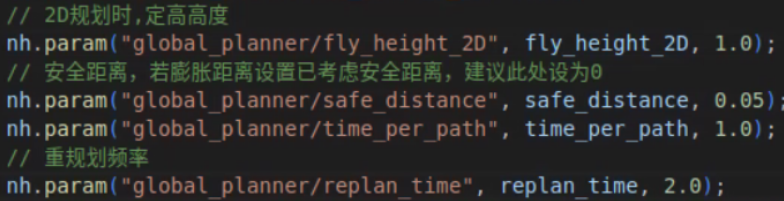 // 2D规划时,定高高度
nh.param("global_planner/fly_height_2D", fly_height_2D, 1.0);
// 安全距离，若膨胀距离设置已考虑安全距离，建议此处设为0
nh.param("global_planner/safe_distance", safe_distance, 0.05);
nh.param("global_planner/time_per_path", time_per_path, 1.0);
// 重规划频率
nh.param("global_planner/replan_time", replan_time, 2.0);